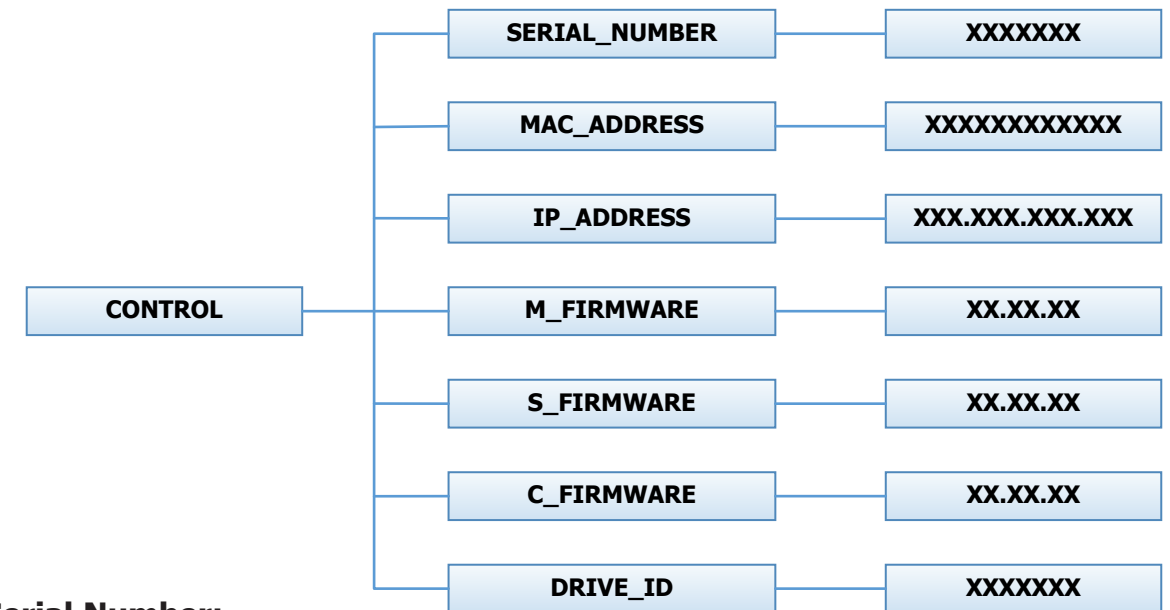 SERIAL_NUMBER XXXXXXX
MAC_ADDRESS XXXXXXXXXXXX
IP_ADDRESS XXX.XXX.XXX.XXX
CONTROL M_FIRMWARE XX.XX.XX
S_FIRMWARE XX.XX.XX
C_FIRMWARE XX.XX.XX
DRIVE_ID XXXXXXX